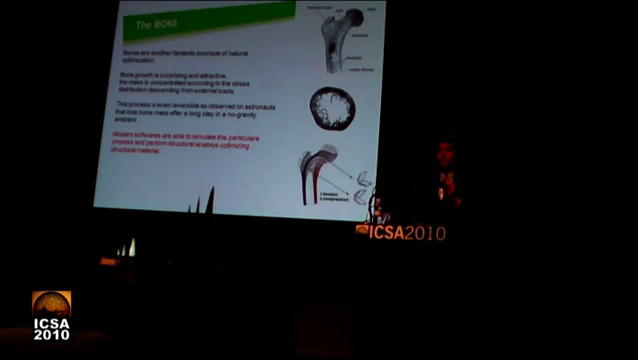 The BONE
Bones are another fantastic example of natural
optimization.
Bone growth is surprising and attractive,
the mass is concentrated according to the stress
distribution descending from external loads.
This process is even reversible as observed on astronauts
that lose bone mass after a long stay in a no-gravity
ambient.
Modern softwares are able to simulate this particulare
process and perform structural analisys optimizing
structural material.
ICSA2010
ICSA
2010